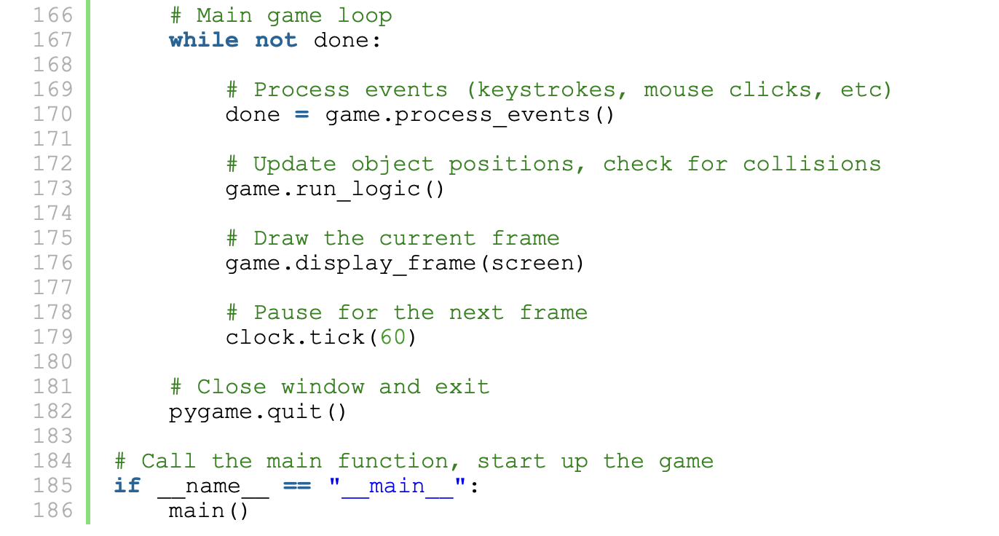 166         # Main game loop
167         while not done:
168
169             # Process events (keystrokes, mouse clicks, etc)
170             done = game.process_events()
171
172             # Update object positions, check for collisions
173             game.run_logic()
174
175             # Draw the current frame
176             game.display_frame(screen)
177
178             # Pause for the next frame
179             clock.tick(60)
180
181         # Close window and exit
182         pygame.quit()
183
184     # Call the main function, start up the game
185     if __name__ == "__main__":
186         main()